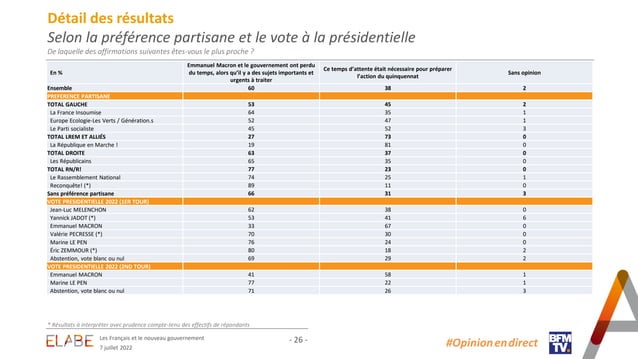 Détail des résultats
Selon la préférence partisane et le vote à la présidentielle
De laquelle des affirmations suivantes êtes-vous le plus proche ?
En % Emmanuel Macron et le gouvernement ont perdu du temps, alors qu'il y a des sujets importants et urgents à traiter Ce temps d'attente était nécessaire pour préparer l'action du quinquennat Sans opinion
Ensemble 60 38 2
PREFERENCE PARTISANE
TOTAL GAUCHE 53 45 2
La France Insoumise 64 35 1
Europe Ecologie-Les Verts / Génération.s 52 47 1
Le Parti socialiste 45 52 3
TOTAL LREM ET ALLIÉS 27 73 0
La République en Marche ! 19 81 0
TOTAL DROITE 63 37 0
Les Républicains 65 35 0
TOTAL RN/R! 77 23 0
Le Rassemblement National 74 25 1
Reconquête! (*) 89 11 0
Sans préférence partisane 66 31 3
VOTE PRESIDENTIELLE 2022 (1ER TOUR)
Jean-Luc MELENCHON 62 38 0
Yannick JADOT (*) 53 41 6
Emmanuel MACRON 33 67 0
Valérie PECRESSE (*) 70 30 0
Marine LE PEN 76 24 0
Éric ZEMMOUR (*) 80 18 2
Abstention, vote blanc ou nul 69 29 2
VOTE PRESIDENTIELLE 2022 (2ND TOUR)
Emmanuel MACRON 41 58 1
Marine LE PEN 77 22 1
Abstention, vote blanc ou nul 71 26 3
* Résultats à interpréter avec prudence compte-tenu des effectifs de répondants
ELABE
Les Français et le nouveau gouvernement
7 juillet 2022
- 26 -
#Opinion en direct
BFM
TV.